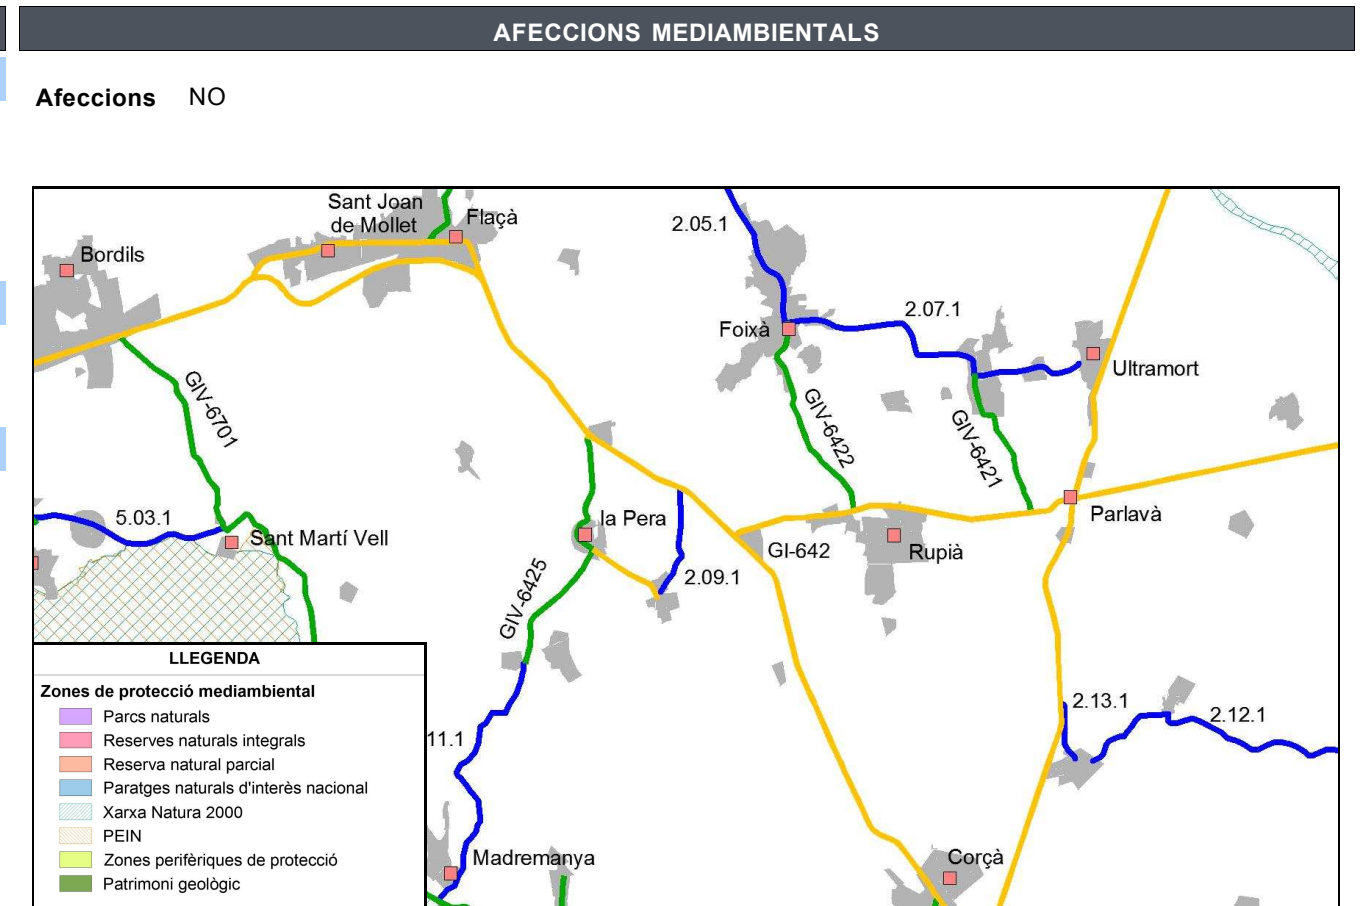 AFECCIONS MEDIAMBIENTALS
Afeccions NO
Sant Joan
de Mollet
Flaçà
Bordils
2.05.1
2.07.1
Foixà
Ultramort
GIV-6701
GIV-6422
GIV-6421
5.03.1
Sant Martí Vell
la Pera
Parlavà
GI-642
Rupià
2.09.1
GIV-6425
2.13.1
2.12.1
11.1
Madremanya
Corçà
LLEGENDA
Zones de protecció mediambiental
Parcs naturals
Reserves naturals integrals
Reserva natural parcial
Paratges naturals d'interès nacional
Xarxa Natura 2000
PEIN
Zones perifèriques de protecció
Patrimoni geològic